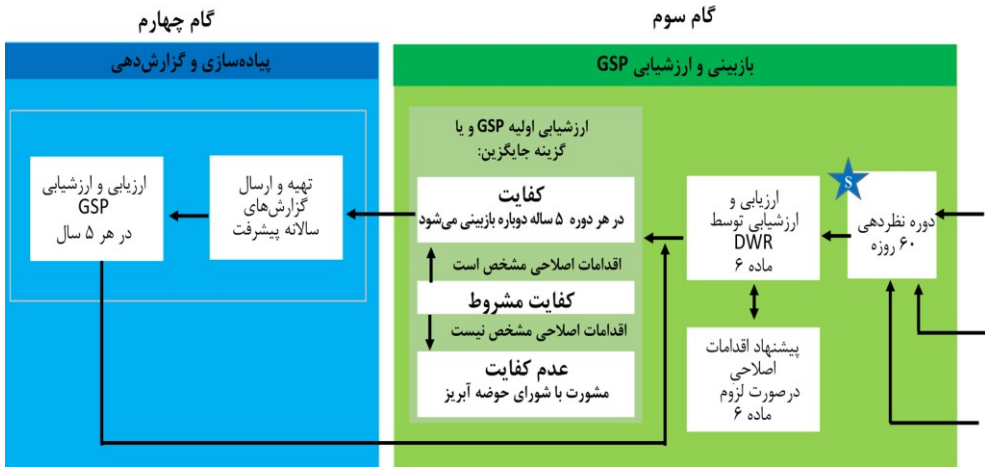 گام سوم
بازبینی و ارزشیابی GSP
S
دوره نظردهی
۶۰ روزه
ارزیابی و
ارزشیابی توسط
DWR
ماده ۶
پیشنهاد اقدامات
اصلاحی
درصورت لزوم
ماده ۶
ارزشیابی اولیه GSP و یا
گزینه جایگزین:
کفایت
در هر دوره ۵ ساله دوباره بازبینی می‌شود
اقدامات اصلاحی مشخص است
کفایت مشروط
اقدامات اصلاحی مشخص نیست
عدم کفایت
مشورت با شورای حوضه آبریز
گام چهارم
پیاده‌سازی و گزارش‌دهی
تهیه و ارسال
گزارش‌های
سالانه پیشرفت
ارزیابی و ارزشیابی
GSP
در هر ۵ سال